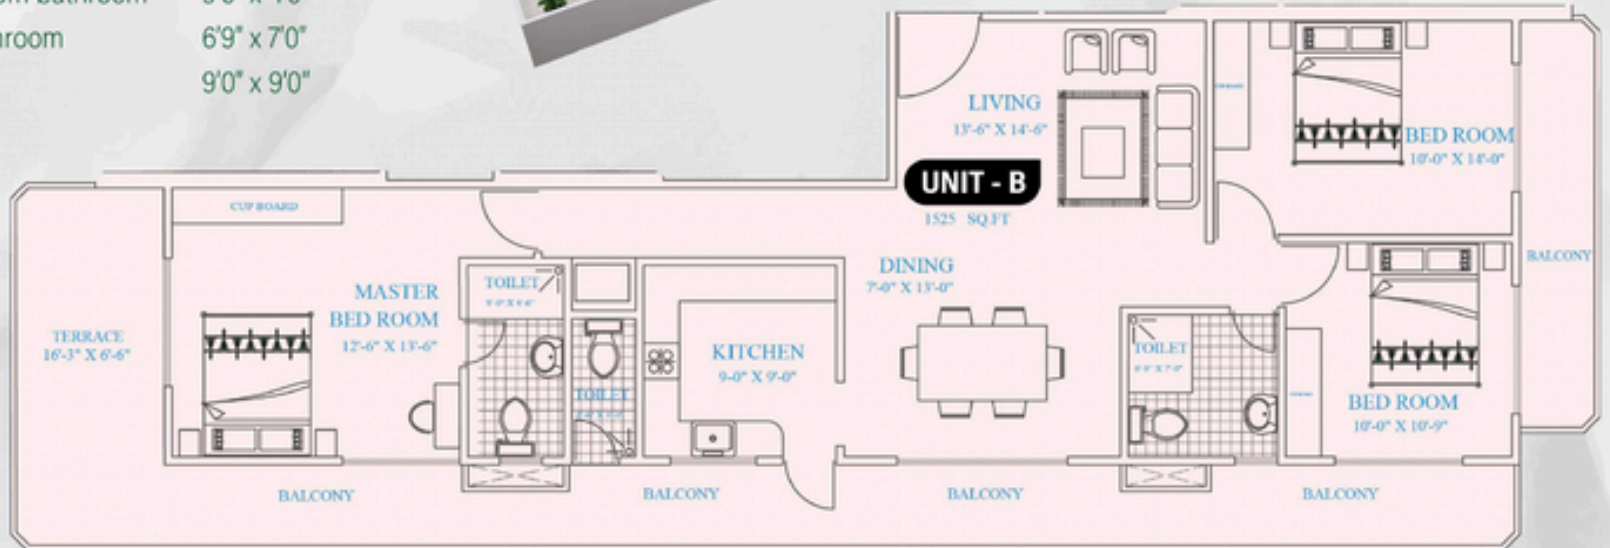 6'9" x 7'0"
9'0" x 9'0"
LIVING
13'-6" X 14'-6"
BED ROOM
10'-0" X 14'-0"
UNIT - B
1525 SQ.FT
CUP BOARD
DINING
7'-0" X 13'-0"
BALCONY
TOILET
MASTER
BED ROOM
12'-6" X 13'-6"
TERRACE
16'-3" X 6'-6"
KITCHEN
9-0" X 9'-0"
TOILET
TOILET
BED ROOM
10'-0" X 10'-9"
BALCONY
BALCONY
BALCONY
BALCONY